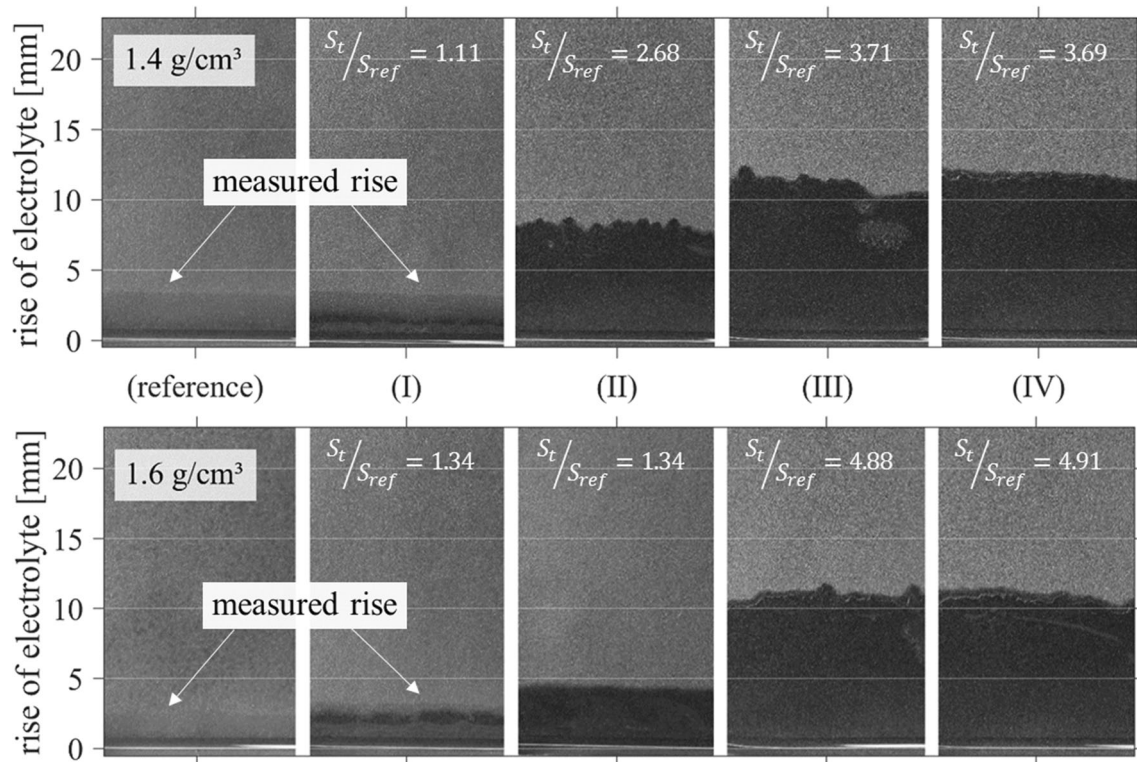 rise of electrolyte [mm]
20
15
10
5
0
1.4 g/cm³
measured rise
S_t/S_ref = 1.11
S_t/S_ref = 2.68
S_t/S_ref = 3.71
S_t/S_ref = 3.69
(reference)
(I)
(II)
(III)
(IV)
rise of electrolyte [mm]
20
15
10
5
0
1.6 g/cm³
measured rise
S_t/S_ref = 1.34
S_t/S_ref = 1.34
S_t/S_ref = 4.88
S_t/S_ref = 4.91